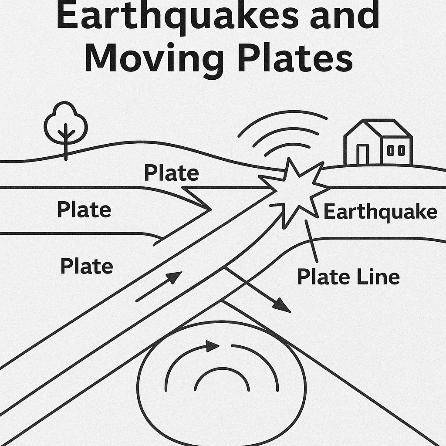 Earthquakes and
Moving Plates
Plate
Plate
Earthquake
Plate
Plate Line